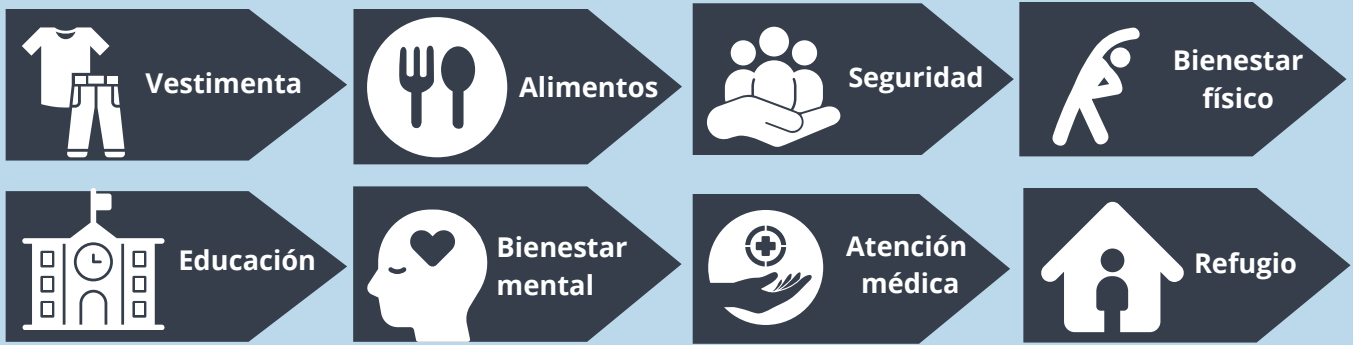 Vestimenta
Alimentos
Seguridad
Bienestar
físico
Educación
Bienestar
mental
Atención
médica
Refugio